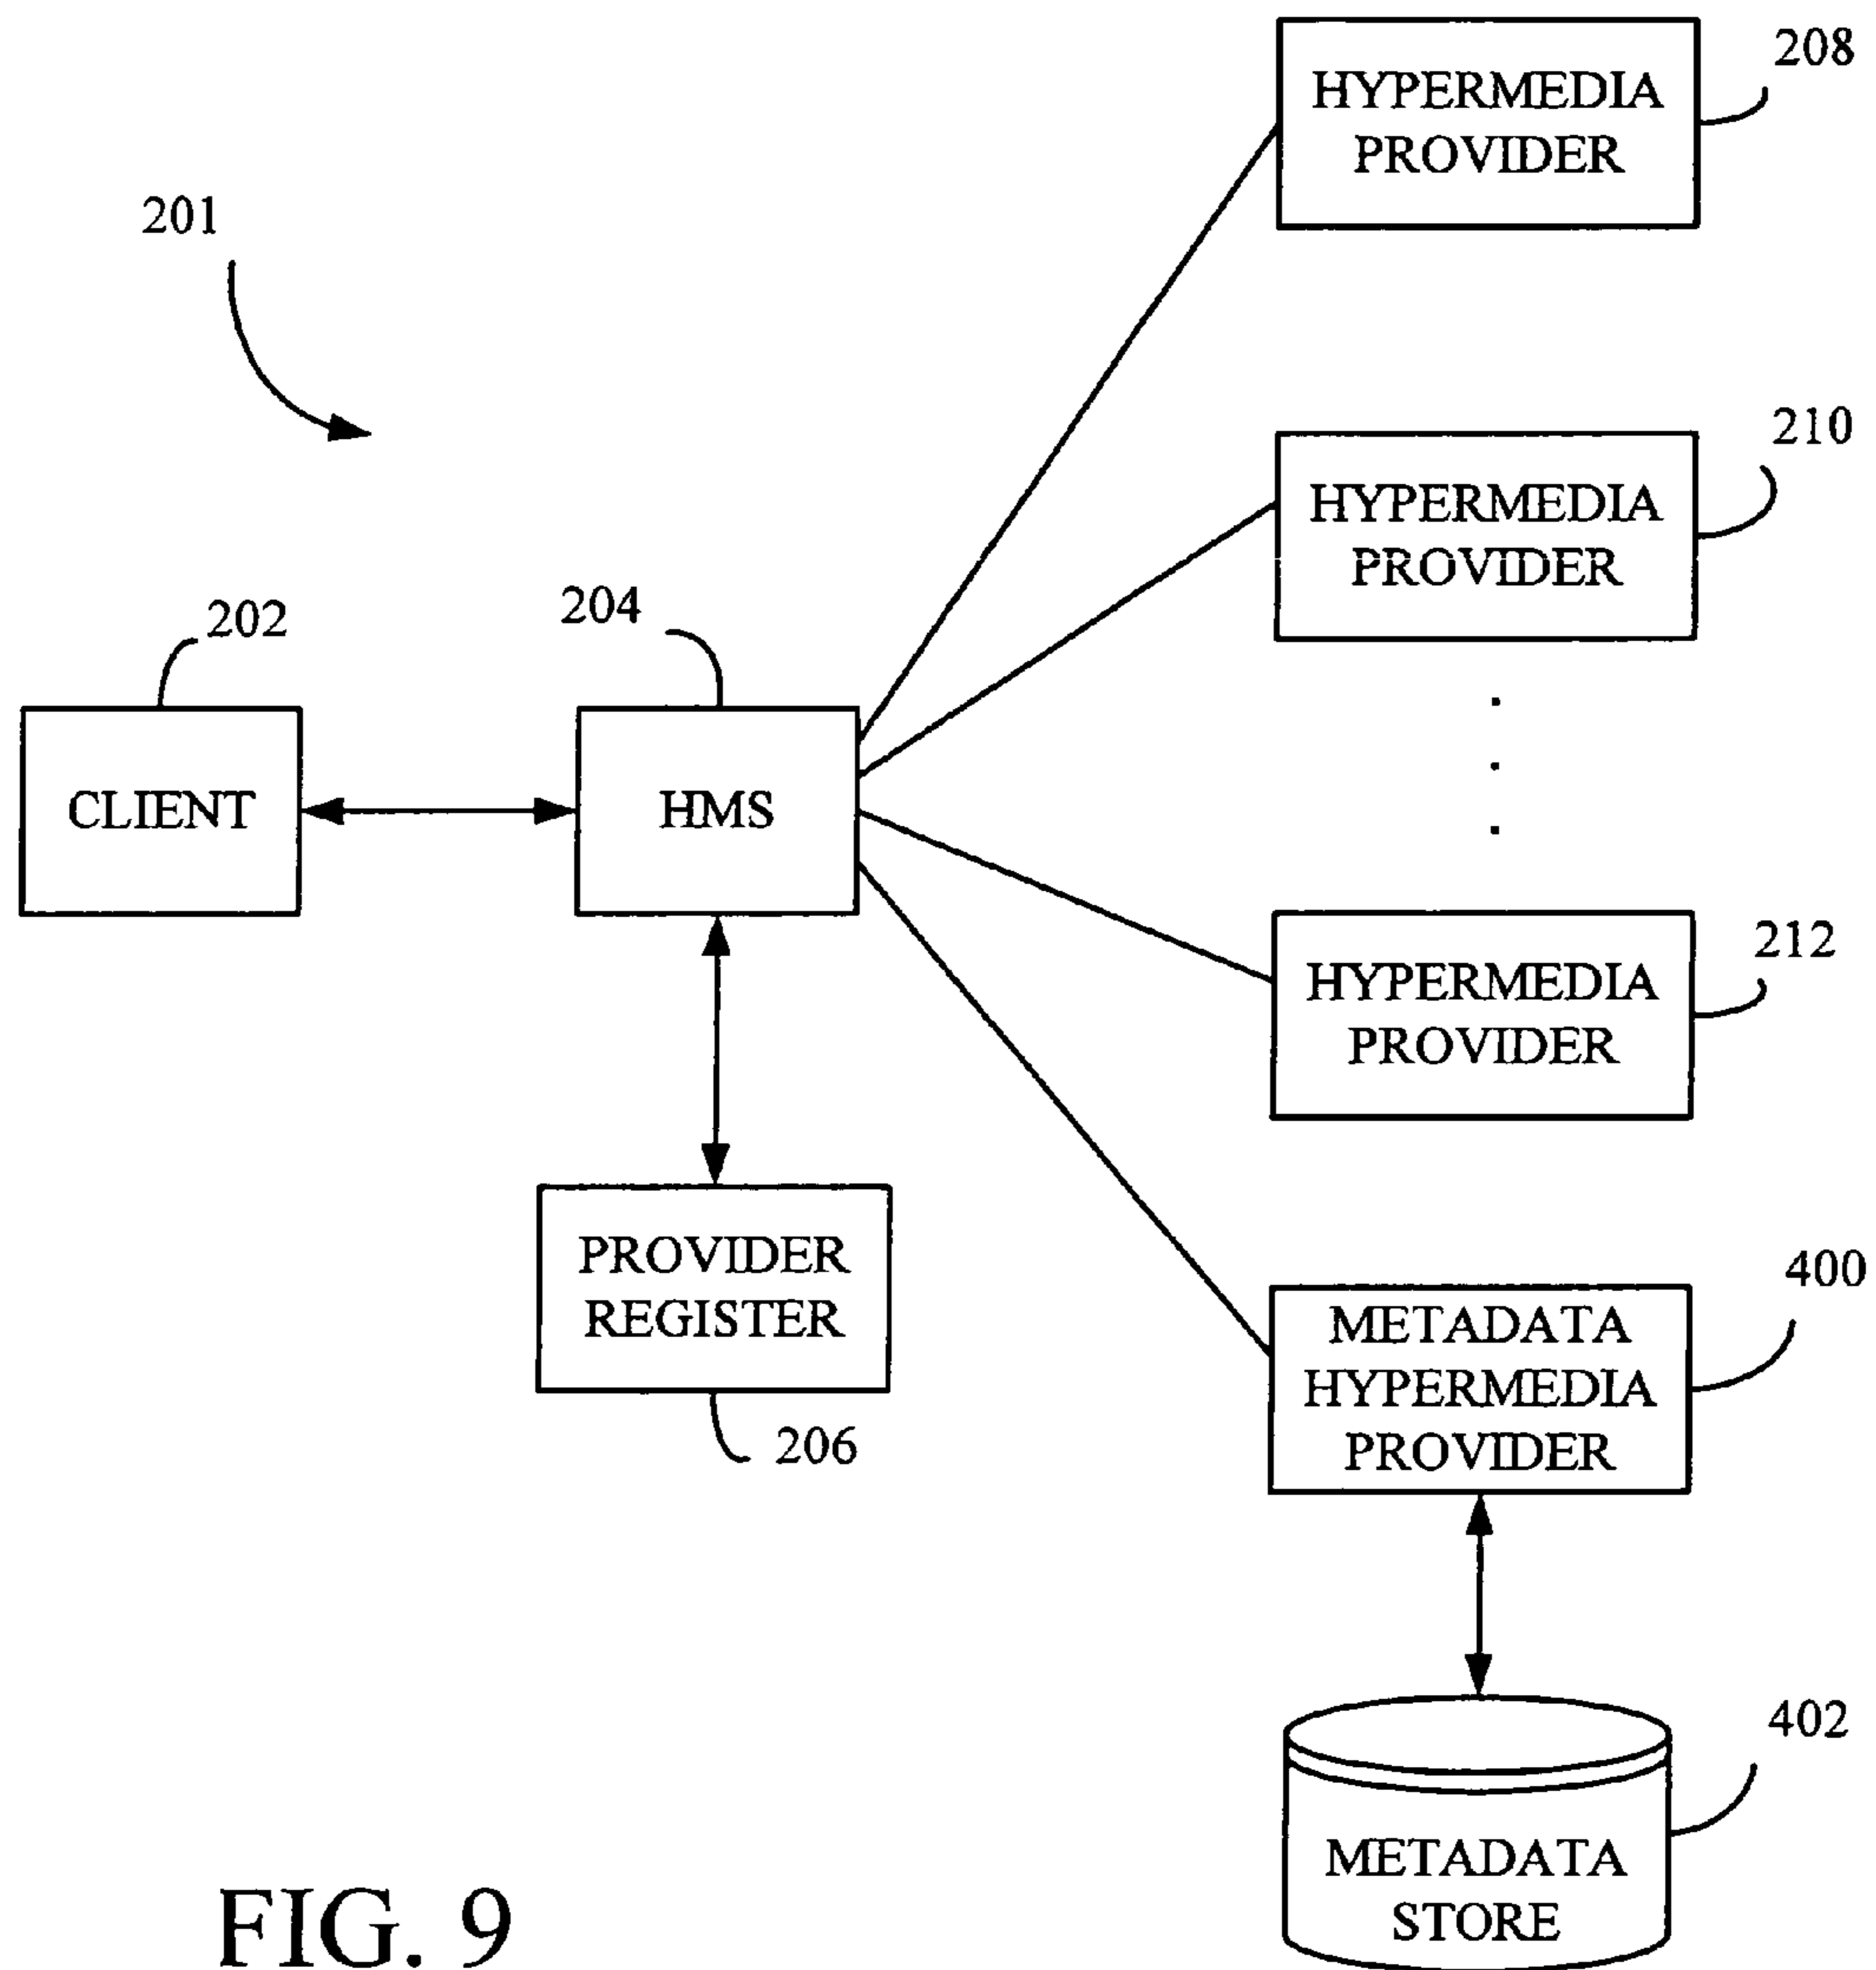 208
HYPERMEDIA
PROVIDER
201
210
HYPERMEDIA
PROVIDER
202
204
CLIENT
HMS
212
HYPERMEDIA
PROVIDER
PROVIDER
REGISTER
206
400
METADATA
HYPERMEDIA
PROVIDER
402
METADATA
STORE
FIG. 9